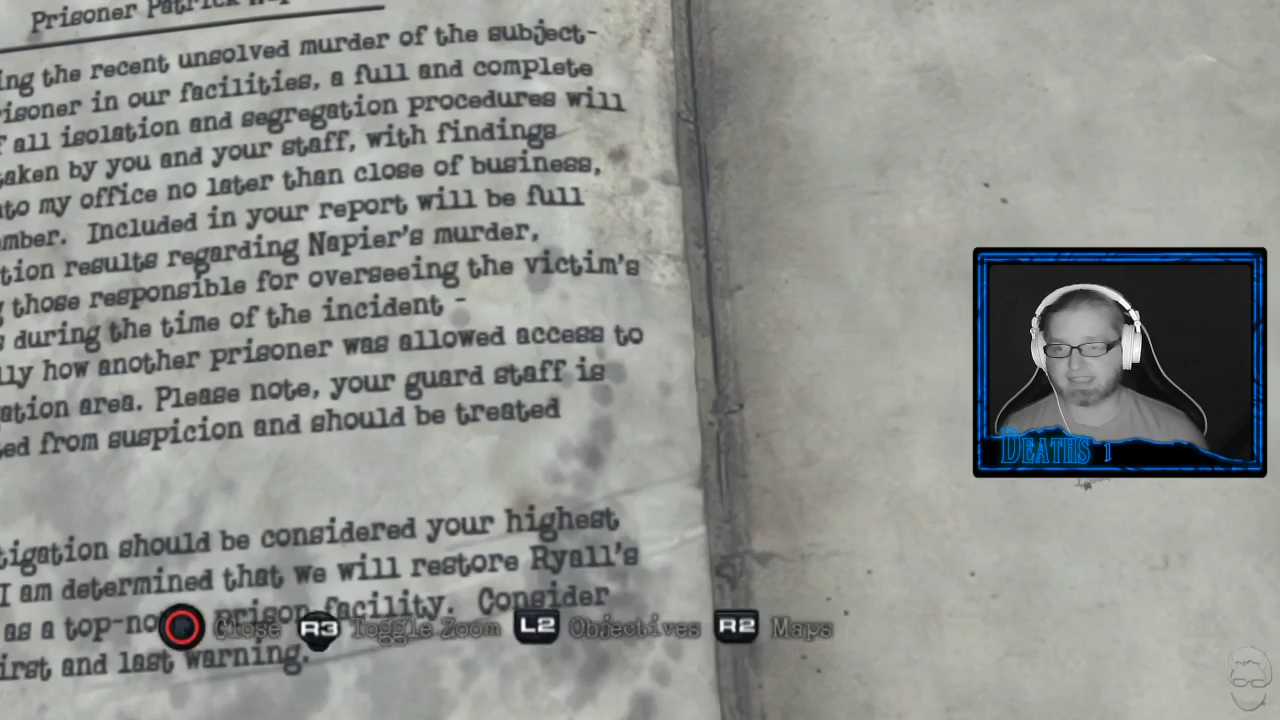 Prisoner Patrick
ing the recent unsolved murder of the subject-
risoner in our facilities, a full and complete
f all isolation and segregation procedures will
taken by you and your staff, with findings
nto my office no later than close of business,
mber. Included in your report will be full
tion results regarding Napier's murder,
g those responsible for overseeing the victim's
s during the time of the incident -
lly how another prisoner was allowed access to
ation area. Please note, your guard staff is
ted from suspicion and should be treated
tigation should be considered your highest
I am determined that we will restore Ryall's
as a top-no prison facility. Consider
irst and last warning.
Close R3 Toggle Zoom L2 Objectives R2 Maps
Deaths 1